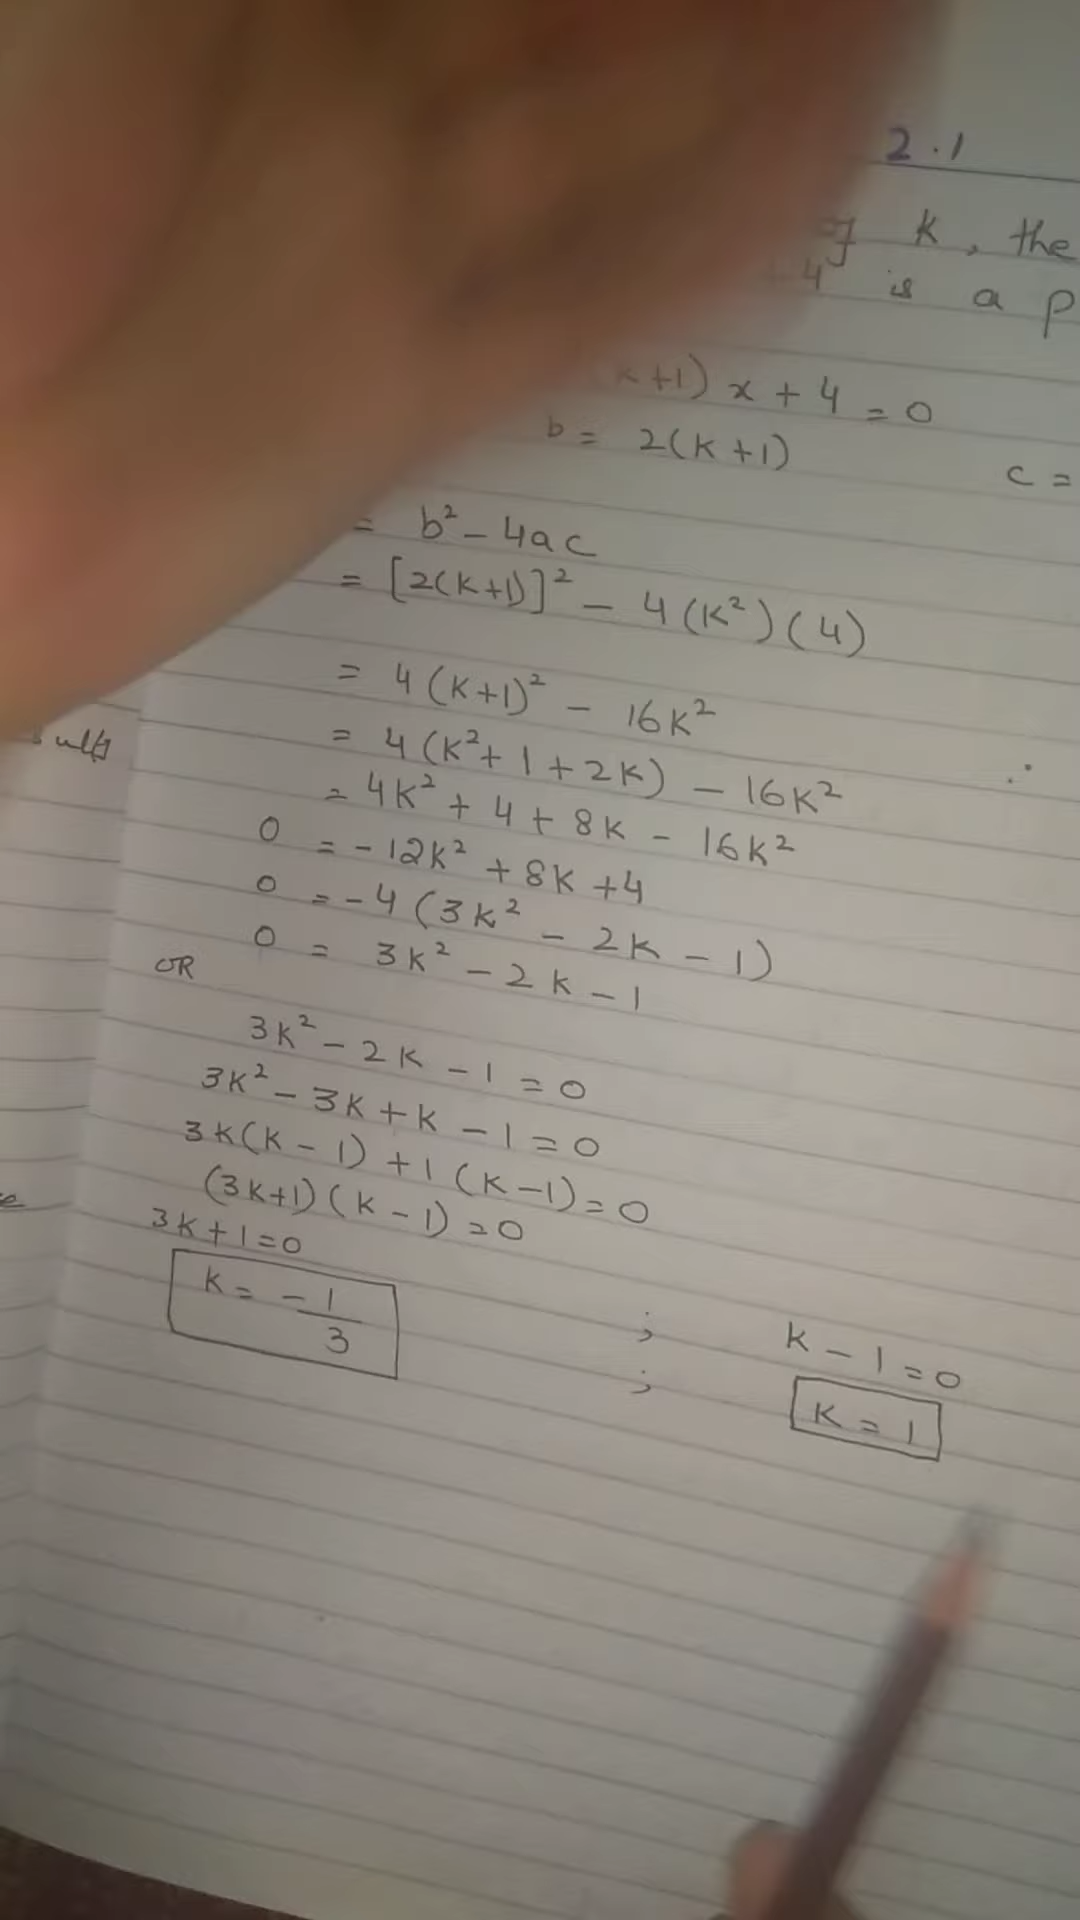 2.1
of K, the
+4 is a p
K+1) x + 4 = 0
b = 2(K+1) c =
= b² - 4ac
= [2(K+1)]² - 4(K²)(4)
= 4(K+1)² - 16K²
= 4(K²+1+2K) - 16K² ∴
= 4K² + 4 + 8K - 16K²
0 = -12K² + 8K + 4
0 = -4(3K² - 2K - 1)
0 = 3K² - 2K - 1
OR
3K² - 2K - 1 = 0
3K² - 3K + K - 1 = 0
3K(K - 1) + 1(K-1) = 0
(3K+1)(K-1) = 0
3K+1=0 ; K - 1 = 0
K = -1/3 ; K = 1